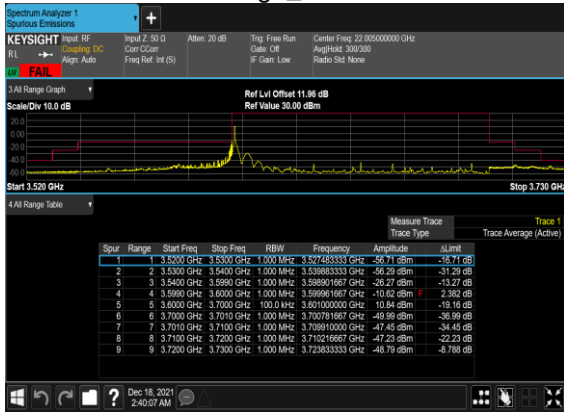 Spectrum Analyzer 1
Spurious Emissions
+
KEYSIGHT Input: RF Input Z: 50 Ω Atten: 20 dB Trig: Free Run Center Freq: 22.005000000 GHz
RL Coupling: DC Corr CCorr Gate: Off Avg|Hold: 300/300
Align: Auto Freq Ref: Int (S) IF Gain: Low Radio Std: None
FAIL
3 All Range Graph Ref Lvl Offset 11.96 dB
Scale/Div 10.0 dB Ref Value 30.00 dBm
20.0
0.00
-20.0
-40.0
-60.0
Start 3.520 GHz Stop 3.730 GHz
4 All Range Table
Measure Trace Trace 1
Trace Type Trace Average (Active)
Spur Range Start Freq Stop Freq RBW Frequency Amplitude ΔLimit
1 1 3.5200 GHz 3.5300 GHz 1.000 MHz 3.527483333 GHz -56.71 dBm -16.71 dB
2 2 3.5300 GHz 3.5400 GHz 1.000 MHz 3.539883333 GHz -56.29 dBm -31.29 dB
3 3 3.5400 GHz 3.5990 GHz 1.000 MHz 3.598901667 GHz -26.27 dBm -13.27 dB
4 4 3.5990 GHz 3.6000 GHz 1.000 MHz 3.599961667 GHz -10.62 dBm F 2.382 dB
5 5 3.6000 GHz 3.7000 GHz 100.0 kHz 3.601000000 GHz 10.84 dBm -19.16 dB
6 6 3.7000 GHz 3.7010 GHz 1.000 MHz 3.700781667 GHz -49.99 dBm -36.99 dB
7 7 3.7010 GHz 3.7100 GHz 1.000 MHz 3.709910000 GHz -47.45 dBm -34.45 dB
8 8 3.7100 GHz 3.7200 GHz 1.000 MHz 3.710216667 GHz -47.23 dBm -22.23 dB
9 9 3.7200 GHz 3.7300 GHz 1.000 MHz 3.723833333 GHz -48.79 dBm -8.788 dB
? Dec 18, 2021
2:40:07 AM